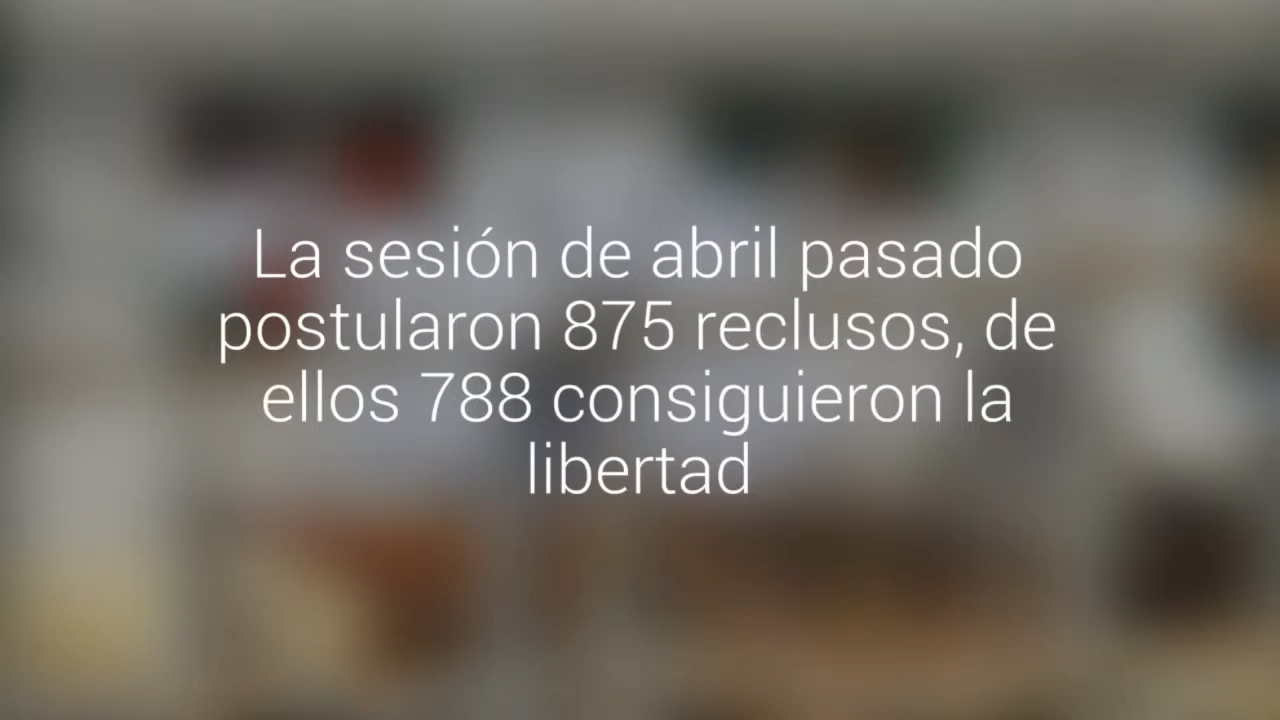 La sesión de abril pasado
postularon 875 reclusos, de
ellos 788 consiguieron la
libertad